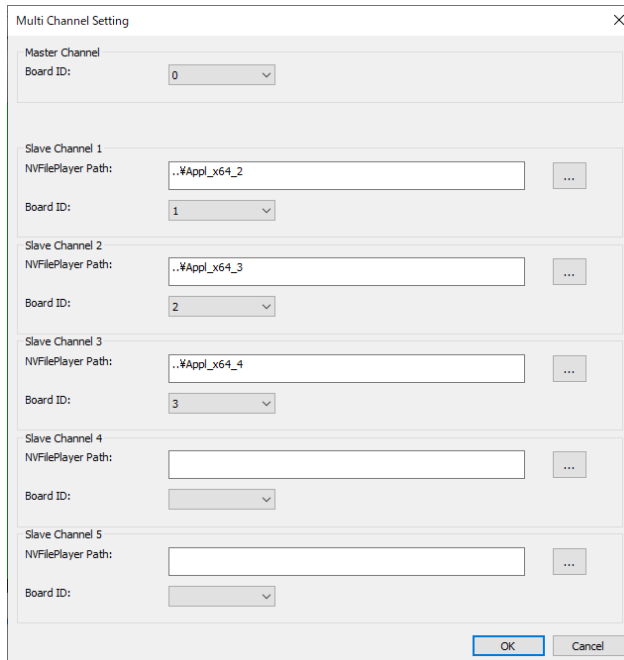 Multi Channel Setting
Master Channel
Board ID:
0
Slave Channel 1
NVFilePlayer Path:
..¥Appl_x64_2
...
Board ID:
1
Slave Channel 2
NVFilePlayer Path:
..¥Appl_x64_3
...
Board ID:
2
Slave Channel 3
NVFilePlayer Path:
..¥Appl_x64_4
...
Board ID:
3
Slave Channel 4
NVFilePlayer Path:
...
Board ID:
Slave Channel 5
NVFilePlayer Path:
...
Board ID:
OK
Cancel